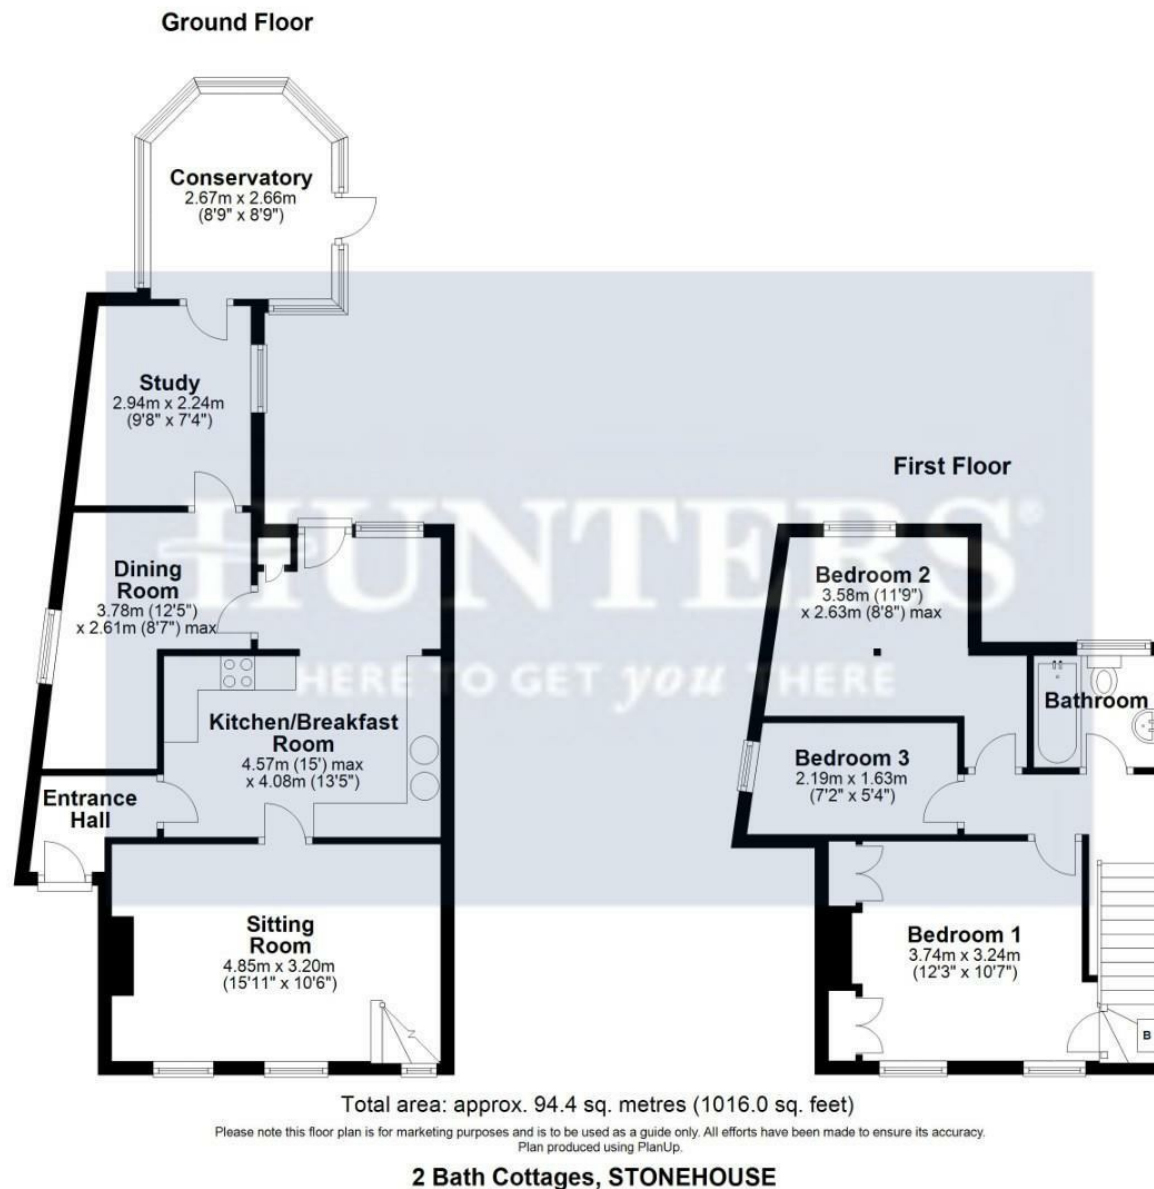 Ground Floor
Conservatory
2.67m x 2.66m
(8'9" x 8'9")
Study
2.94m x 2.24m
(9'8" x 7'4")
Dining
Room
3.78m (12'5")
x 2.61m (8'7") max
Kitchen/Breakfast
Room
4.57m (15') max
x 4.08m (13'5")
Entrance
Hall
Sitting
Room
4.85m x 3.20m
(15'11" x 10'6")
First Floor
Bedroom 2
3.58m (11'9")
x 2.63m (8'8") max
Bathroom
Bedroom 3
2.19m x 1.63m
(7'2" x 5'4")
Bedroom 1
3.74m x 3.24m
(12'3" x 10'7")
B
HUNTERS®
HERE TO GET you THERE
Total area: approx. 94.4 sq. metres (1016.0 sq. feet)
Please note this floor plan is for marketing purposes and is to be used as a guide only. All efforts have been made to ensure its accuracy.
Plan produced using PlanUp.
2 Bath Cottages, STONEHOUSE